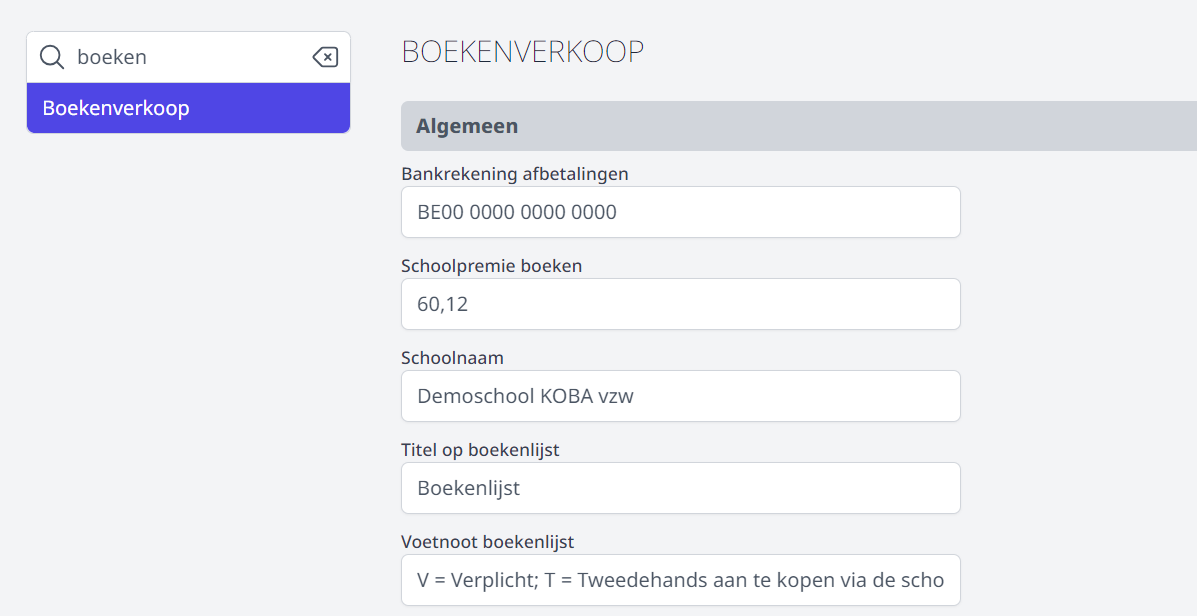 boeken
Boekenverkoop
BOEKENVERKOOP
Algemeen
Bankrekening afbetalingen
BE00 0000 0000 0000
Schoolpremie boeken
60,12
Schoolnaam
Demoschool KOBA vzw
Titel op boekenlijst
Boekenlijst
Voetnoot boekenlijst
V = Verplicht; T = Tweedehands aan te kopen via de scho